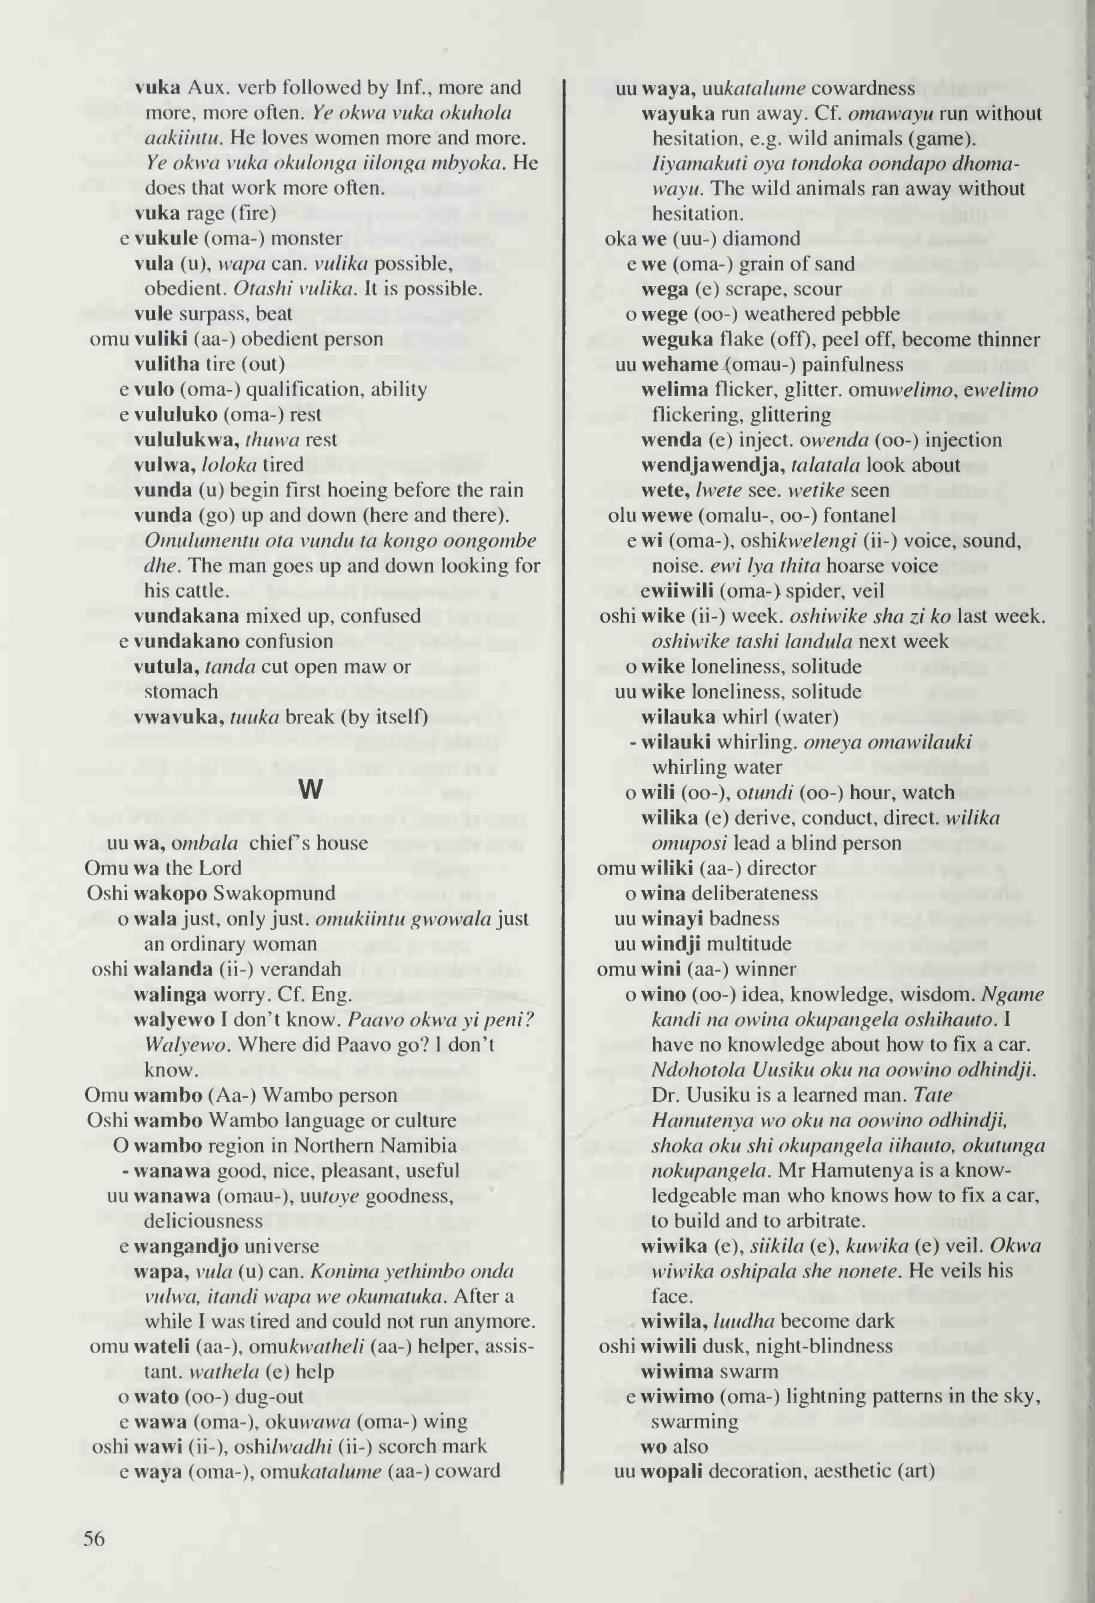 vuka Aux. verb followed by Inf., more and
more, more often. Ye okwa vuka okuhola
aakiintu. He loves women more and more.
Ye okwa vuka okulonga iilonga mbyoka. He
does that work more often.
vuka rage (fire)
e vukule (oma-) monster
vula (u), wapa can. vulika possible,
obedient. Otashi vulika. It is possible.
vule surpass, beat
omu vuliki (aa-) obedient person
vulitha tire (out)
e vulo (oma-) qualification, ability
e vululuko (oma-) rest
vululukwa, thuwa rest
vulwa, loloka tired
vunda (u) begin first hoeing before the rain
vunda (go) up and down (here and there).
Omulumentu ota vundu ta kongo oongombe
dhe. The man goes up and down looking for
his cattle.
vundakana mixed up, confused
e vundakano confusion
vutula, tanda cut open maw or
stomach
vwavuka, tuuka break (by itself)
W
uu wa, ombala chief's house
Omu wa the Lord
Oshi wakopo Swakopmund
o wala just, only just. omukiintu gwowala just
an ordinary woman
oshi walanda (ii-) verandah
walinga worry. Cf. Eng.
walyewo I don't know. Paavo okwa yi peni?
Walyewo. Where did Paavo go? I don't
know.
Omu wambo (Aa-) Wambo person
Oshi wambo Wambo language or culture
O wambo region in Northern Namibia
- wanawa good, nice, pleasant, useful
uu wanawa (omau-), uutoye goodness,
deliciousness
e wangandjo universe
wapa, vula (u) can. Konima yethimbo onda
vulwa, itandi wapa we okumatuka. After a
while I was tired and could not run anymore.
omu wateli (aa-), omukwatheli (aa-) helper, assis-
tant. wathela (e) help
o wato (oo-) dug-out
e wawa (oma-), okuwawa (oma-) wing
oshi wawi (ii-), oshilwadhi (ii-) scorch mark
e waya (oma-), omukatalume (aa-) coward
uu waya, uukatalume cowardness
wayuka run away. Cf. omawayu run without
hesitation, e.g. wild animals (game).
Iiyamakuti oya tondoka oondapo dhoma-
wayu. The wild animals ran away without
hesitation.
oka we (uu-) diamond
e we (oma-) grain of sand
wega (e) scrape, scour
o wege (oo-) weathered pebble
weguka flake (off), peel off, become thinner
uu wehame (omau-) painfulness
welima flicker, glitter. omuwelimo, ewelimo
flickering, glittering
wenda (e) inject. owenda (oo-) injection
wendjawendja, talatala look about
wete, lwete see. wetike seen
olu wewe (omalu-, oo-) fontanel
e wi (oma-), oshikwelengi (ii-) voice, sound,
noise. ewi lya thita hoarse voice
ewiiwili (oma-) spider, veil
oshi wike (ii-) week. oshiwike sha zi ko last week.
oshiwike tashi landula next week
o wike loneliness, solitude
uu wike loneliness, solitude
wilauka whirl (water)
- wilauki whirling. omeya omawilauki
whirling water
o wili (oo-), otundi (oo-) hour, watch
wilika (e) derive, conduct, direct. wilika
omuposi lead a blind person
omu wiliki (aa-) director
o wina deliberateness
uu winayi badness
uu windji multitude
omu wini (aa-) winner
o wino (oo-) idea, knowledge, wisdom. Ngame
kandi na owina okupangela oshihauto. I
have no knowledge about how to fix a car.
Ndohotola Uusiku oku na oowino odhindji.
Dr. Uusiku is a learned man. Tate
Hamutenya wo oku na oowino odhindji,
shoka oku shi okupangela iihauto, okutunga
nokupangela. Mr Hamutenya is a know-
ledgeable man who knows how to fix a car,
to build and to arbitrate.
wiwika (e), siikila (e), kuwika (e) veil. Okwa
wiwika oshipala she nonete. He veils his
face.
wiwila, luudha become dark
oshi wiwili dusk, night-blindness
wiwima swarm
e wiwimo (oma-) lightning patterns in the sky,
swarming
wo also
uu wopali decoration, aesthetic (art)
56